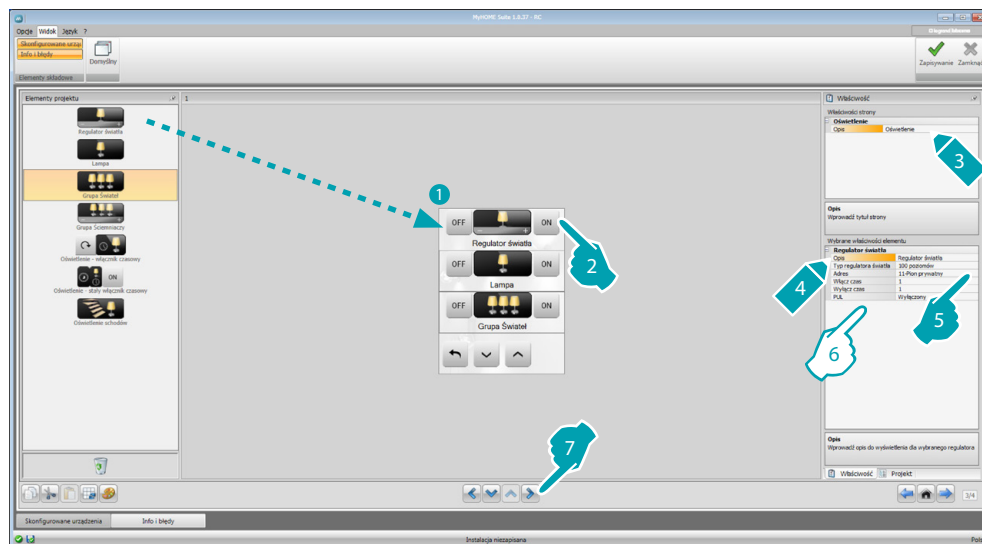 MyHOME Suite 1.0.37 - RC
Opcje Widok Język ?
Skonfigurowane urząp
Info i błędy
Domyślny
Elementy składowe
Zapisywanie Zamknąć
Elementy projektu
1
Regulator światła
Lampa
Grupa Świateł
Grupa Ściemniaczy
ON
Oświetlenie - włącznik czasowy
Oświetlenie - stały włącznik czasowy
Oświetlenie schodów
1
OFF ON
Regulator światła
OFF ON
Lampa
OFF ON
Grupa Świateł
2
7
Właściwość
Właściwości strony
Oświetlenie
Opis Oświetlenie
3
Opis
Wprowadź tytuł strony
Wybrane właściwości elementu
Regulator światła
Opis Regulator światła
Typ regulatora światła 100 poziomów
Adres 11-Pion prywatny
Włącz czas 1
Wyłącz czas 1
PUL Wyłączony
4
5
6
Opis
Wprowadź opis do wyświetlenia dla wybranego regulatora
Właściwość Projekt
3/4
Skonfigurowane urządzenia Info i błędy
Instalacja niezapisana